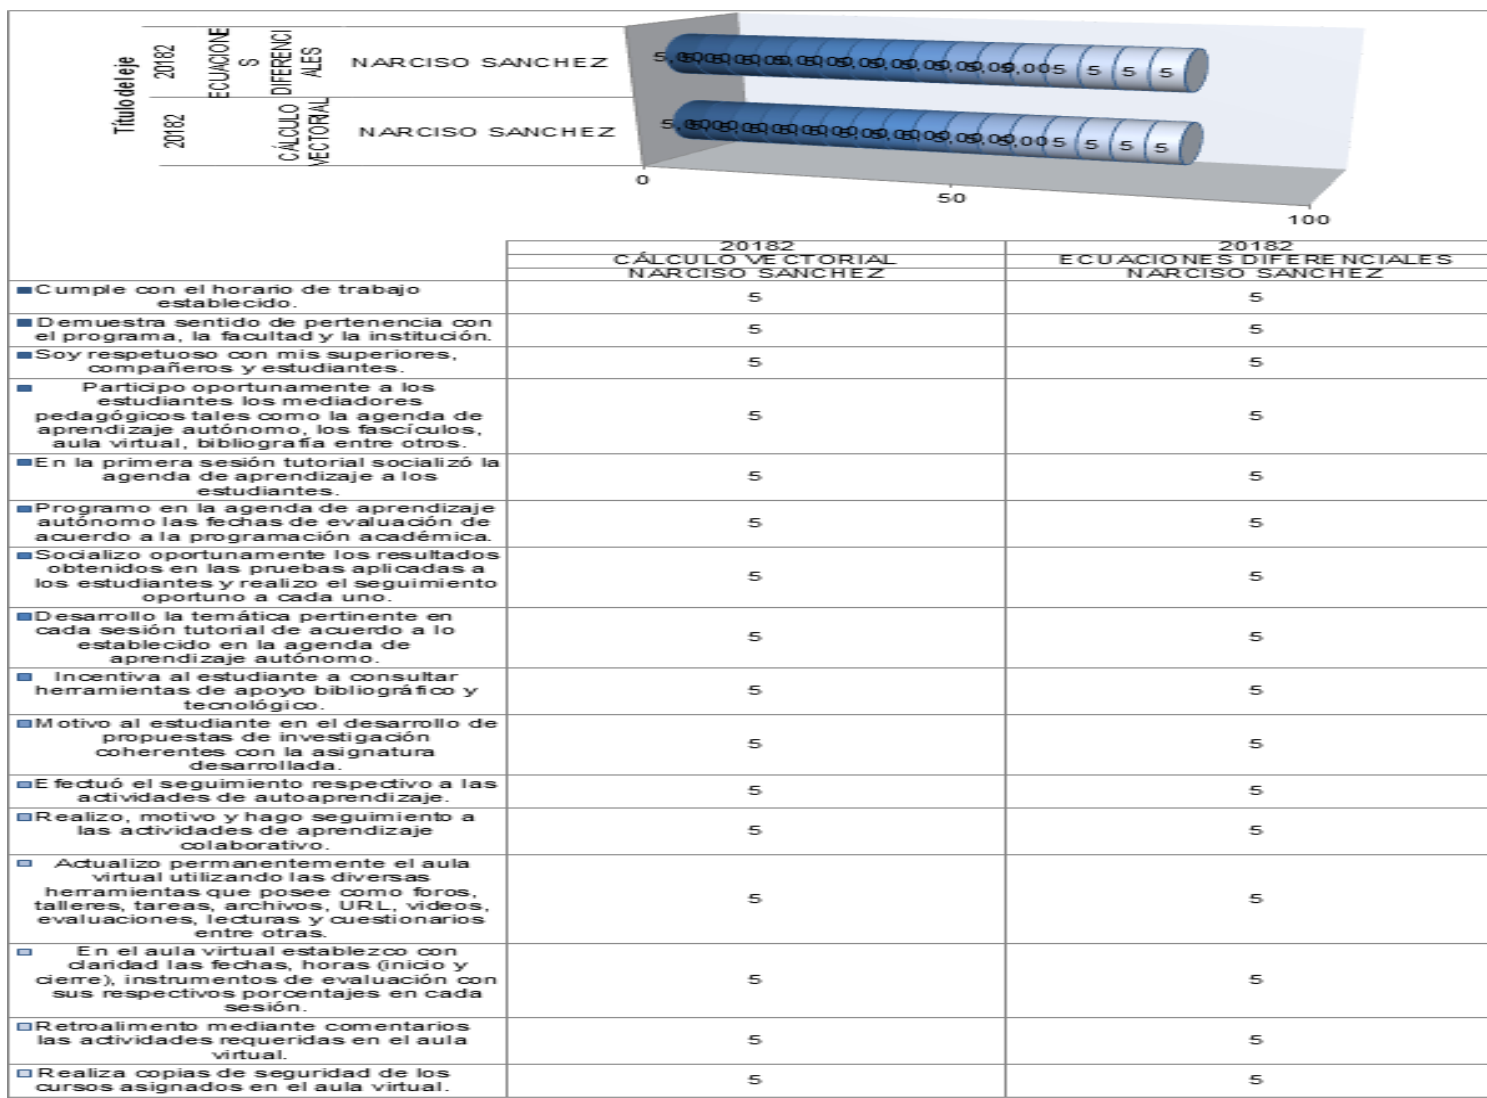 Título del eje
20182
ECUACIONE
S
DIFERENCI
ALES
NARCISO SANCHEZ
5 5 5 5
20182
CÁLCULO
VECTORIAL
NARCISO SANCHEZ
5 5 5 5
0
50
100
20182 20182
CÁLCULO VECTORIAL ECUACIONES DIFERENCIALES
NARCISO SANCHEZ NARCISO SANCHEZ
Cumple con el horario de trabajo
establecido.
5 5
Demuestra sentido de pertenencia con
el programa, la facultad y la institución.
5 5
Soy respetuoso con mis superiores,
compañeros y estudiantes.
5 5
Participo oportunamente a los
estudiantes los mediadores
pedagógicos tales como la agenda de
aprendizaje autónomo, los fascículos,
aula virtual, bibliografía entre otros.
5 5
En la primera sesión tutorial socializó la
agenda de aprendizaje a los
estudiantes.
5 5
Programo en la agenda de aprendizaje
autónomo las fechas de evaluación de
acuerdo a la programación académica.
5 5
Socializo oportunamente los resultados
obtenidos en las pruebas aplicadas a
los estudiantes y realizo el seguimiento
oportuno a cada uno.
5 5
Desarrollo la temática pertinente en
cada sesión tutorial de acuerdo a lo
establecido en la agenda de
aprendizaje autónomo.
5 5
Incentiva al estudiante a consultar
herramientas de apoyo bibliográfico y
tecnológico.
5 5
Motivo al estudiante en el desarrollo de
propuestas de investigación
coherentes con la asignatura
desarrollada.
5 5
Efectuó el seguimiento respectivo a las
actividades de autoaprendizaje.
5 5
Realizo, motivo y hago seguimiento a
las actividades de aprendizaje
colaborativo.
5 5
Actualizo permanentemente el aula
virtual utilizando las diversas
herramientas que posee como foros,
talleres, tareas, archivos, URL, videos,
evaluaciones, lecturas y cuestionarios
entre otras.
5 5
En el aula virtual establezco con
claridad las fechas, horas (inicio y
cierre), instrumentos de evaluación con
sus respectivos porcentajes en cada
sesión.
5 5
Retroalimento mediante comentarios
las actividades requeridas en el aula
virtual.
5 5
Realiza copias de seguridad de los
cursos asignados en el aula virtual.
5 5